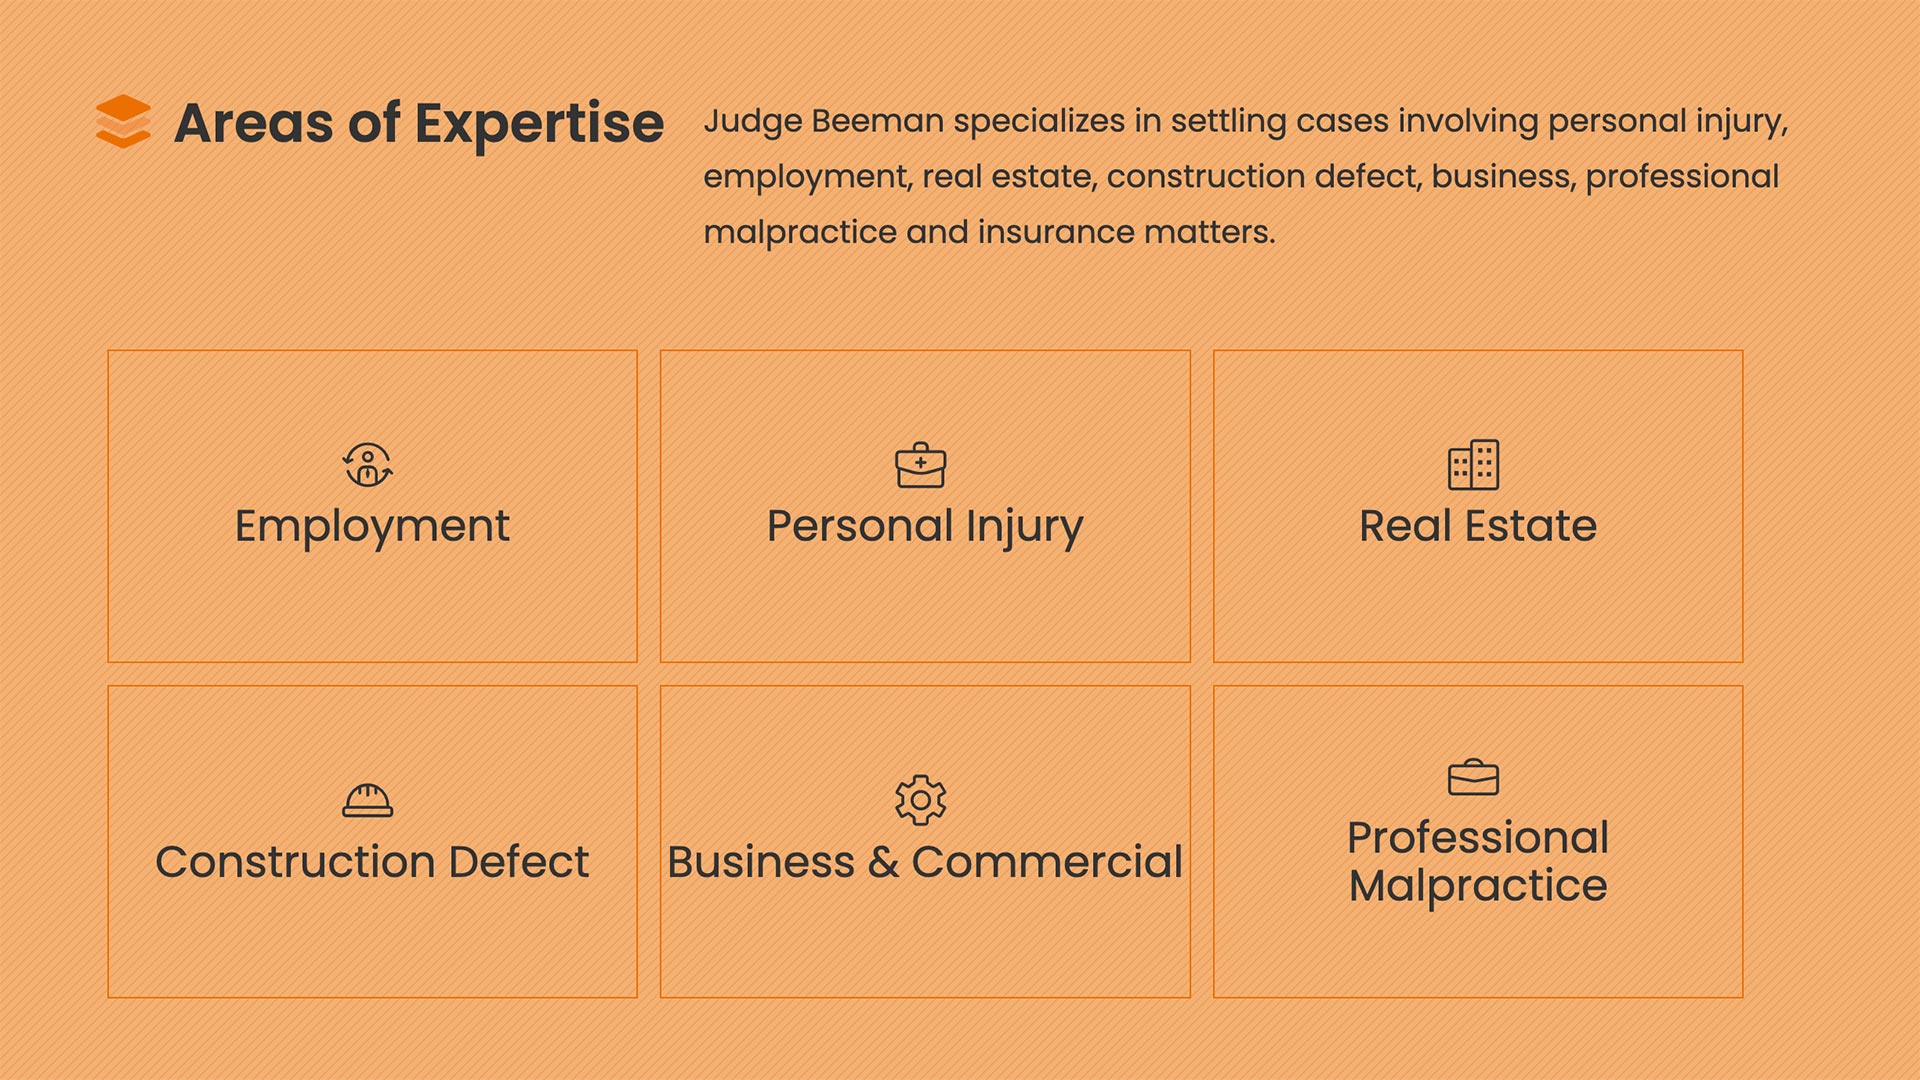 Areas of Expertise
Judge Beeman specializes in settling cases involving personal injury,
employment, real estate, construction defect, business, professional
malpractice and insurance matters.
Employment
Personal Injury
Real Estate
Construction Defect
Business & Commercial
Professional
Malpractice